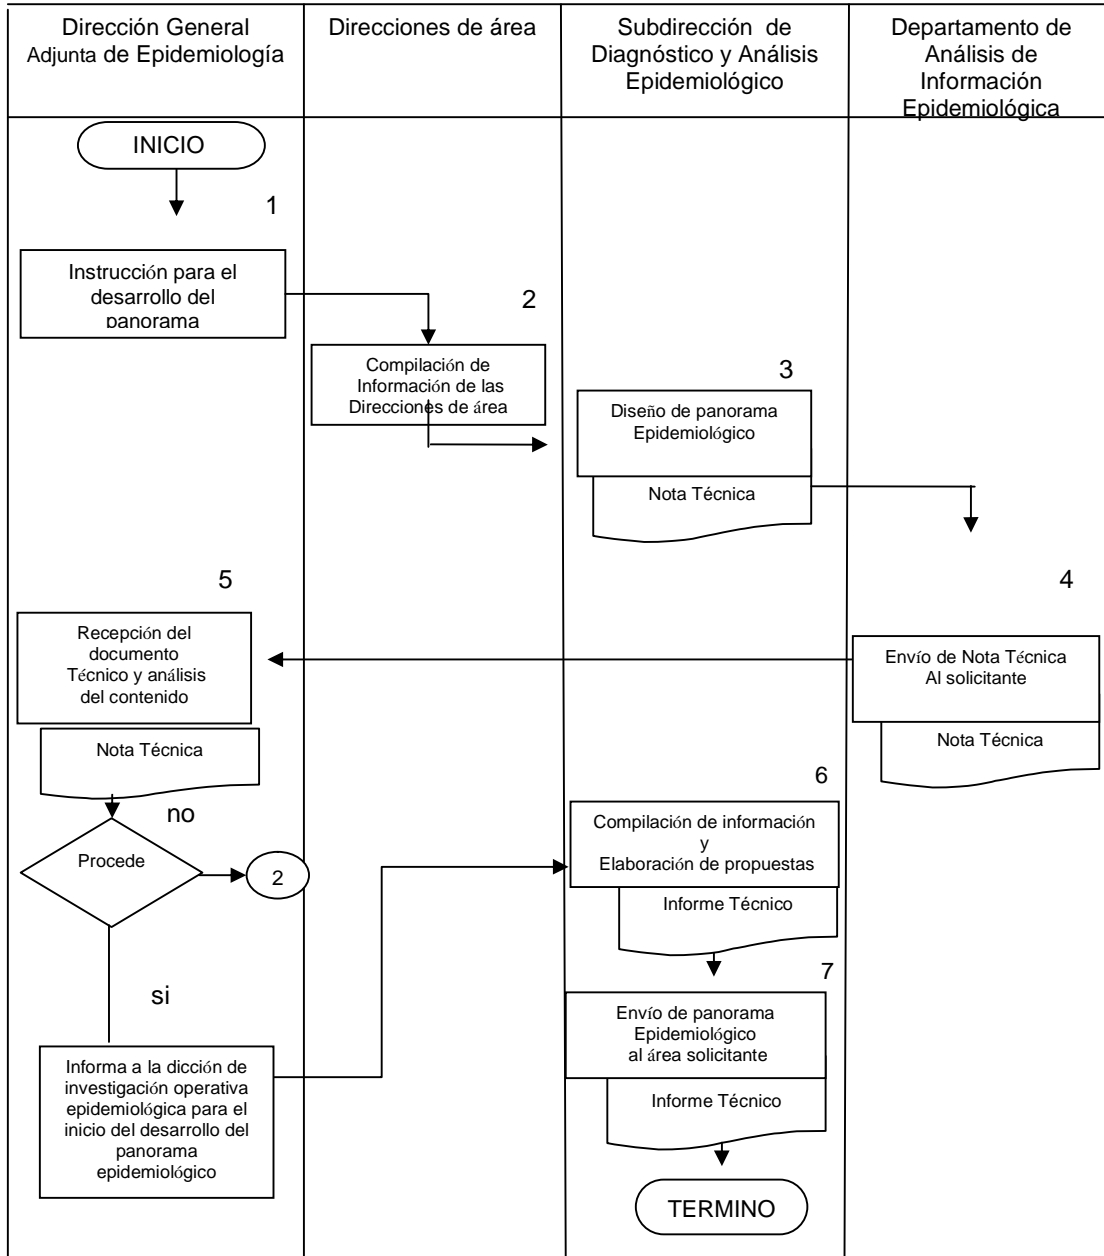 Dirección General
Adjunta de Epidemiología
Direcciones de área
Subdirección de
Diagnóstico y Análisis
Epidemiológico
Departamento de
Análisis de
Información
Epidemiológica
INICIO
1
Instrucción para el
desarrollo del
panorama
2
Compilación de
Información de las
Direcciones de área
3
Diseño de panorama
Epidemiológico
Nota Técnica
4
Envío de Nota Técnica
Al solicitante
Nota Técnica
5
Recepción del
documento
Técnico y análisis
del contenido
Nota Técnica
no
Procede
2
si
Informa a la dicción de
investigación operativa
epidemiológica para el
inicio del desarrollo del
panorama
epidemiológico
6
Compilación de información
y
Elaboración de propuestas
Informe Técnico
7
Envío de panorama
Epidemiológico
al área solicitante
Informe Técnico
TERMINO